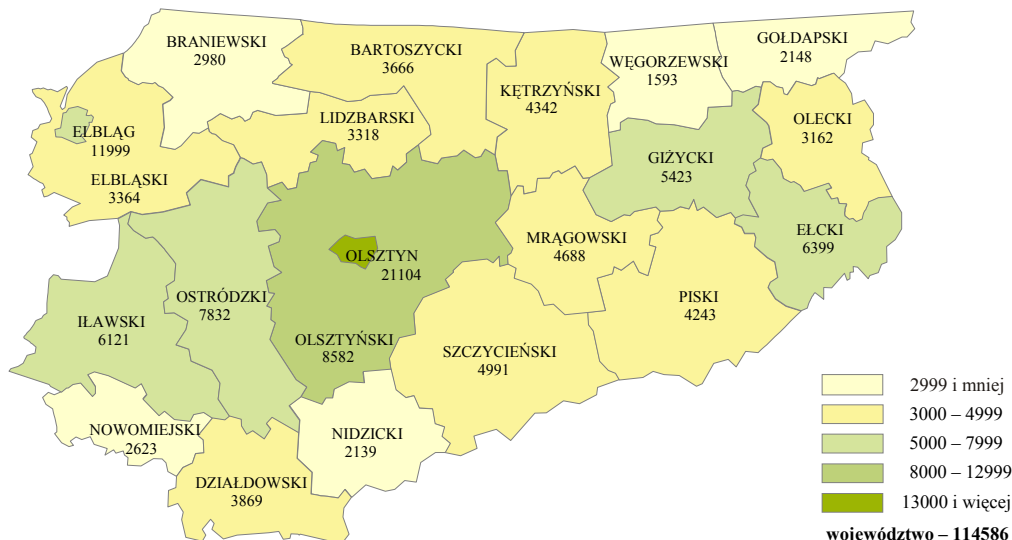 BRANIEWSKI
2980
BARTOSZYCKI
3666
KĘTRZYŃSKI
4342
WĘGORZEWSKI
1593
GOŁDAPSKI
2148
ELBLĄG
11999
LIDZBARSKI
3318
OLECKI
3162
ELBLĄSKI
3364
GIŻYCKI
5423
EŁCKI
6399
MRĄGOWSKI
4688
OLSZTYN
21104
OSTRÓDZKI
7832
PISKI
4243
IŁAWSKI
6121
OLSZTYŃSKI
8582
SZCZYCIEŃSKI
4991
NOWOMIEJSKI
2623
NIDZICKI
2139
DZIAŁDOWSKI
3869
2999 i mniej
3000 – 4999
5000 – 7999
8000 – 12999
13000 i więcej
województwo – 114586